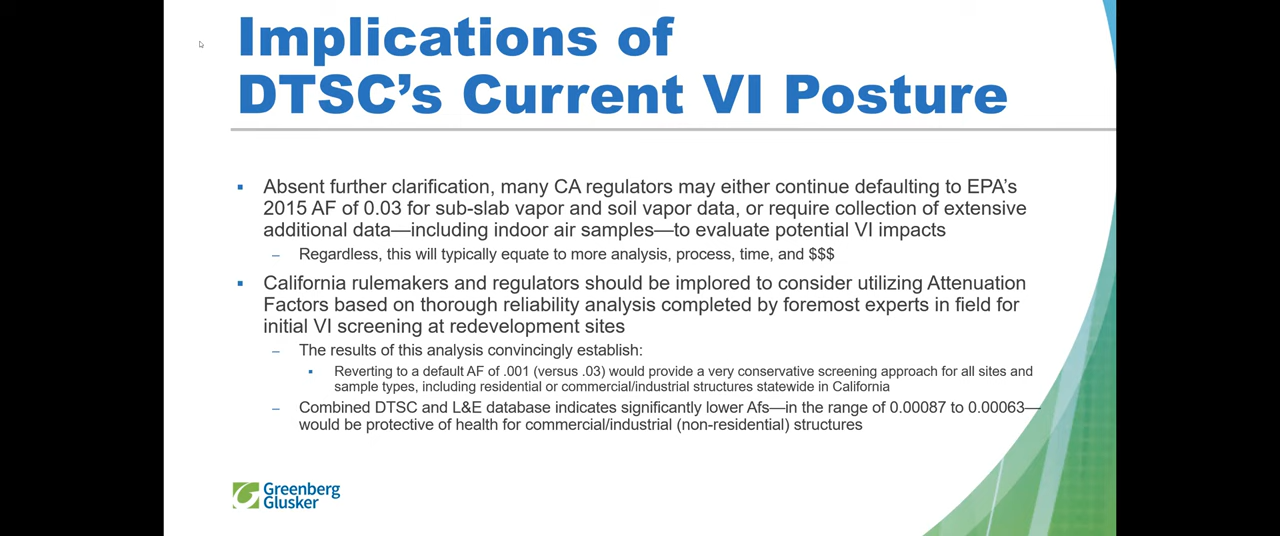 Implications of
DTSC’s Current VI Posture
▪ Absent further clarification, many CA regulators may either continue defaulting to EPA’s
2015 AF of 0.03 for sub-slab vapor and soil vapor data, or require collection of extensive
additional data—including indoor air samples—to evaluate potential VI impacts
– Regardless, this will typically equate to more analysis, process, time, and $$$
▪ California rulemakers and regulators should be implored to consider utilizing Attenuation
Factors based on thorough reliability analysis completed by foremost experts in field for
initial VI screening at redevelopment sites
– The results of this analysis convincingly establish:
▪ Reverting to a default AF of .001 (versus .03) would provide a very conservative screening approach for all sites and
sample types, including residential or commercial/industrial structures statewide in California
– Combined DTSC and L&E database indicates significantly lower Afs—in the range of 0.00087 to 0.00063—
would be protective of health for commercial/industrial (non-residential) structures
Greenberg
Glusker